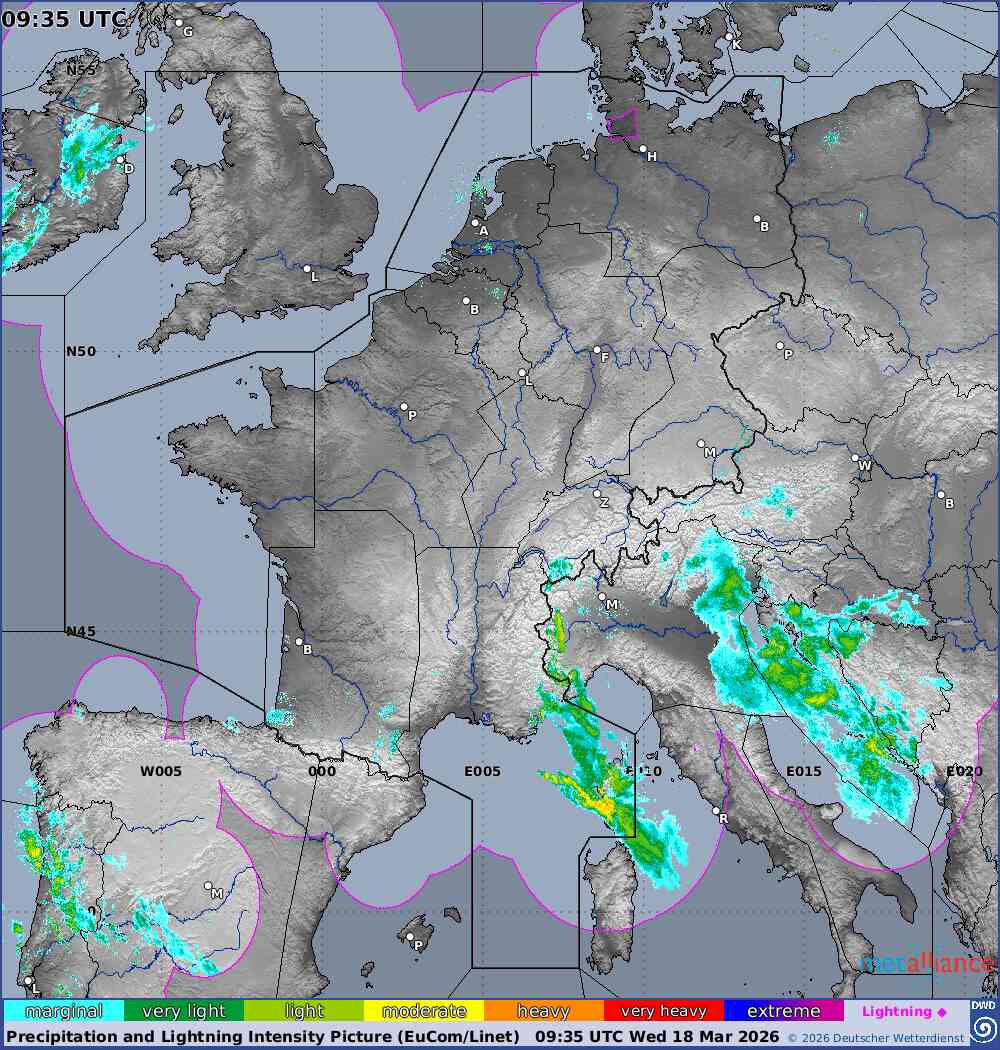 09:35 UTC
G
K
N55
D
H
A
B
L
B
N50
F
P
L
P
M
W
Z
B
M
N45
B
W005
000
E005
E010
E015
E020
R
M
P
L
metalliance
marginal very light light moderate heavy very heavy extreme Lightning ◆
DWD
Precipitation and Lightning Intensity Picture (EuCom/Linet) 09:35 UTC Wed 18 Mar 2026 © 2026 Deutscher Wetterdienst